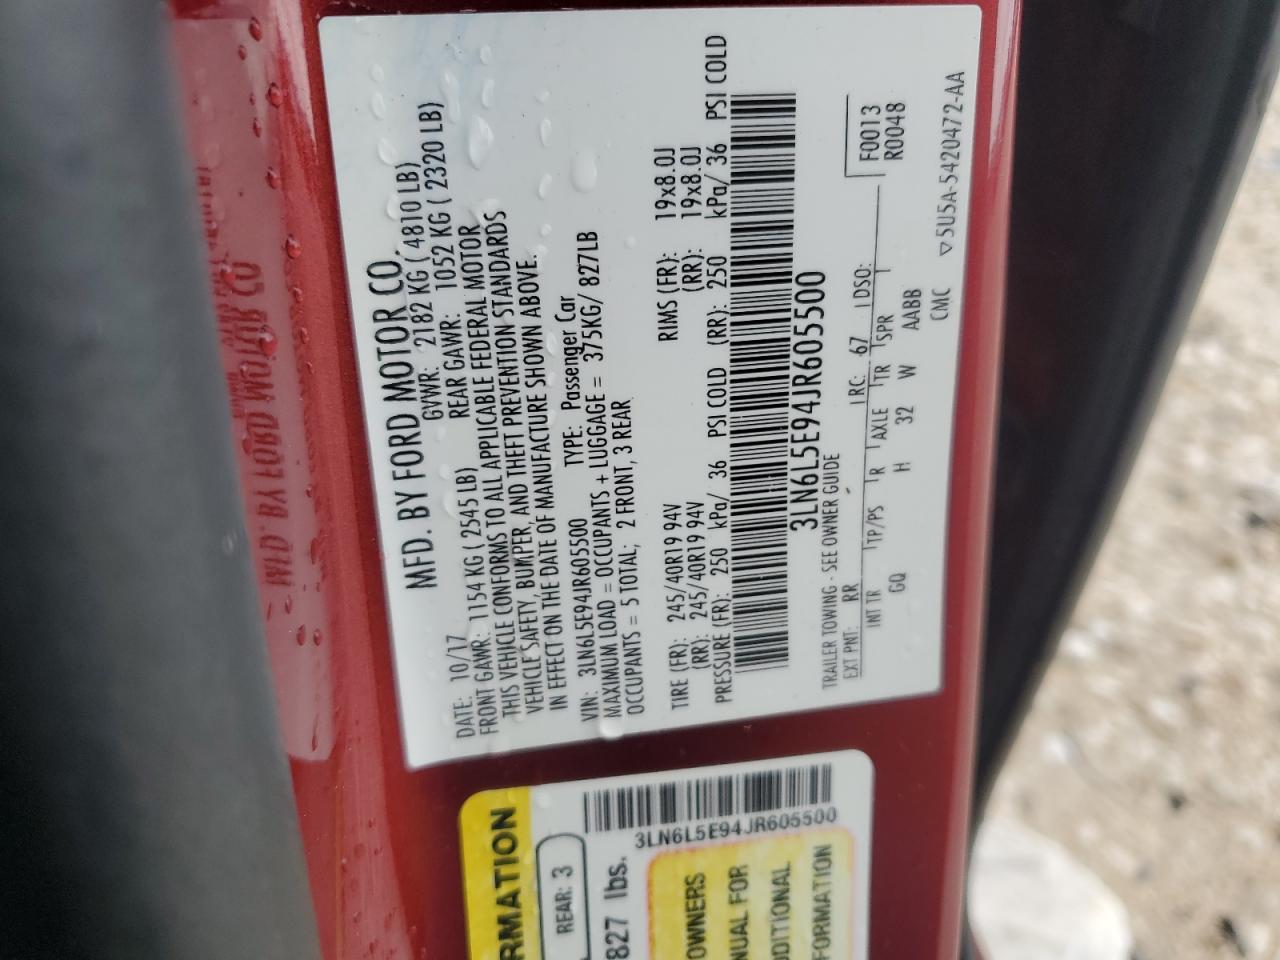 MFD. BY FORD MOTOR CO.
DATE: 10/17 GVWR: 2182 KG ( 4810 LB)
FRONT GAWR: 1154 KG ( 2545 LB) REAR GAWR: 1052 KG ( 2320 LB)
THIS VEHICLE CONFORMS TO ALL APPLICABLE FEDERAL MOTOR
VEHICLE SAFETY, BUMPER, AND THEFT PREVENTION STANDARDS
IN EFFECT ON THE DATE OF MANUFACTURE SHOWN ABOVE.
VIN: 3LN6L5E94JR605500 TYPE: Passenger Car
MAXIMUM LOAD = OCCUPANTS + LUGGAGE = 375KG/ 827LB
OCCUPANTS = 5 TOTAL; 2 FRONT, 3 REAR
TIRE (FR): 245/40R19 94V RIMS (FR): 19x8.0J
(RR): 245/40R19 94V (RR): 19x8.0J
PRESSURE (FR): 250 kPa/ 36 PSI COLD (RR): 250 kPa/ 36 PSI COLD
3LN6L5E94JR605500
TRAILER TOWING - SEE OWNER GUIDE
EXT PNT: RR RC: 67 DSO: F0013
R0048
INT TR TP/PS R AXLE TR SPR
GQ H 32 W AABB
CMC
▽5U5A-5420472-AA
RMATION
REAR: 3
827 lbs.
3LN6L5E94JR605500
OWNERS
NUAL FOR
DDITIONAL
FORMATION